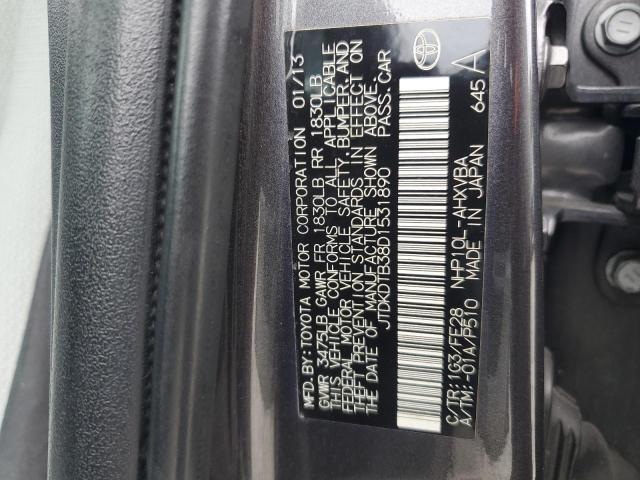 MFD.BY:TOYOTA MOTOR CORPORATION 01/13
GVWR 3475LB GAWR FR 1830LB RR 1830LB
THIS VEHICLE CONFORMS TO ALL APPLICABLE
FEDERAL MOTOR VEHICLE SAFETY, BUMPER, AND
THEFT PREVENTION STANDARDS IN EFFECT ON
THE DATE OF MANUFACTURE SHOWN ABOVE.
JTDKDTB38D1531890 PASS.CAR
C/TR:1G3/FE28 NHP10L-AHXVBA
A/TM:-01A/P510 MADE IN JAPAN 645 A